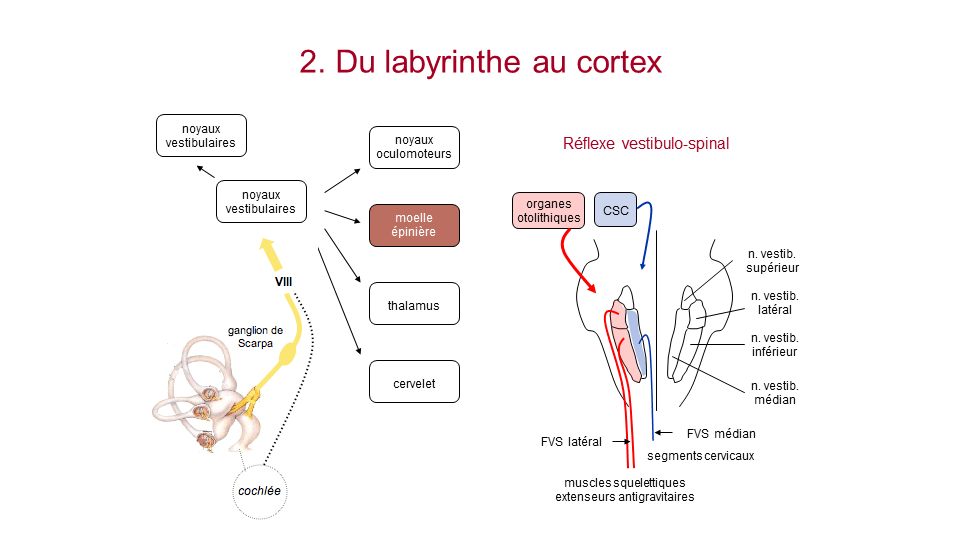 2. Du labyrinthe au cortex
noyaux
vestibulaires
noyaux
vestibulaires
VIII
ganglion de
Scarpa
cochlée
noyaux
oculomoteurs
moelle
épinière
thalamus
cervelet
Réflexe vestibulo-spinal
organes
otolithiques
CSC
n. vestib.
supérieur
n. vestib.
latéral
n. vestib.
inférieur
n. vestib.
médian
FVS latéral
FVS médian
segments cervicaux
muscles squelettiques
extenseurs antigravitaires